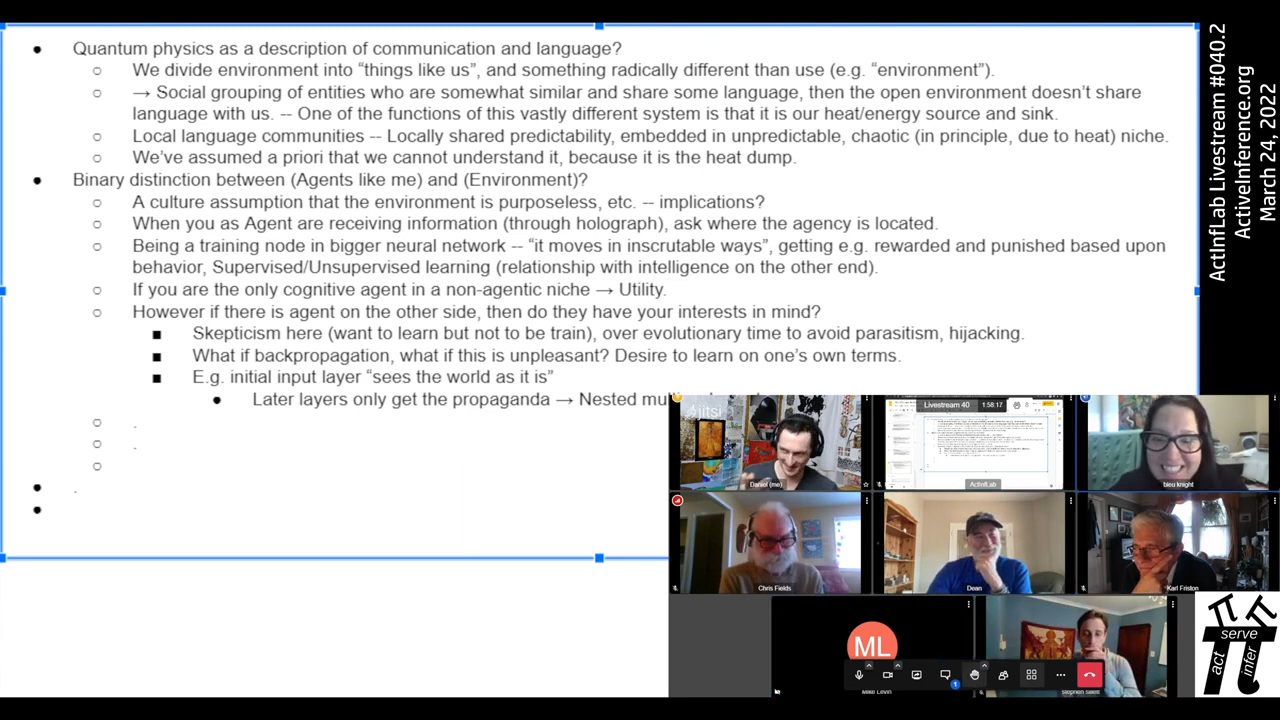 Quantum physics as a description of communication and language?
We divide environment into “things like us”, and something radically different than use (e.g. “environment”).
→ Social grouping of entities who are somewhat similar and share some language, then the open environment doesn’t share
language with us. -- One of the functions of this vastly different system is that it is our heat/energy source and sink.
Local language communities -- Locally shared predictability, embedded in unpredictable, chaotic (in principle, due to heat) niche.
We’ve assumed a priori that we cannot understand it, because it is the heat dump.
Binary distinction between (Agents like me) and (Environment)?
A culture assumption that the environment is purposeless, etc. -- implications?
When you as Agent are receiving information (through holograph), ask where the agency is located.
Being a training node in bigger neural network -- “it moves in inscrutable ways”, getting e.g. rewarded and punished based upon
behavior, Supervised/Unsupervised learning (relationship with intelligence on the other end).
If you are the only cognitive agent in a non-agentic niche → Utility.
However if there is agent on the other side, then do they have your interests in mind?
Skepticism here (want to learn but not to be train), over evolutionary time to avoid parasitism, hijacking.
What if backpropagation, what if this is unpleasant? Desire to learn on one’s own terms.
E.g. initial input layer “sees the world as it is”
Later layers only get the propaganda → Nested
ActInfLab Livestream #040.2
ActiveInference.org
March 24, 2022
Jitsi
Daniel (me)
Livestream 40
1:58:17
ActInfLab
bleu knight
Chris Fields
Dean
Karl Friston
ML
Mike Levin
1
act
serve
infer